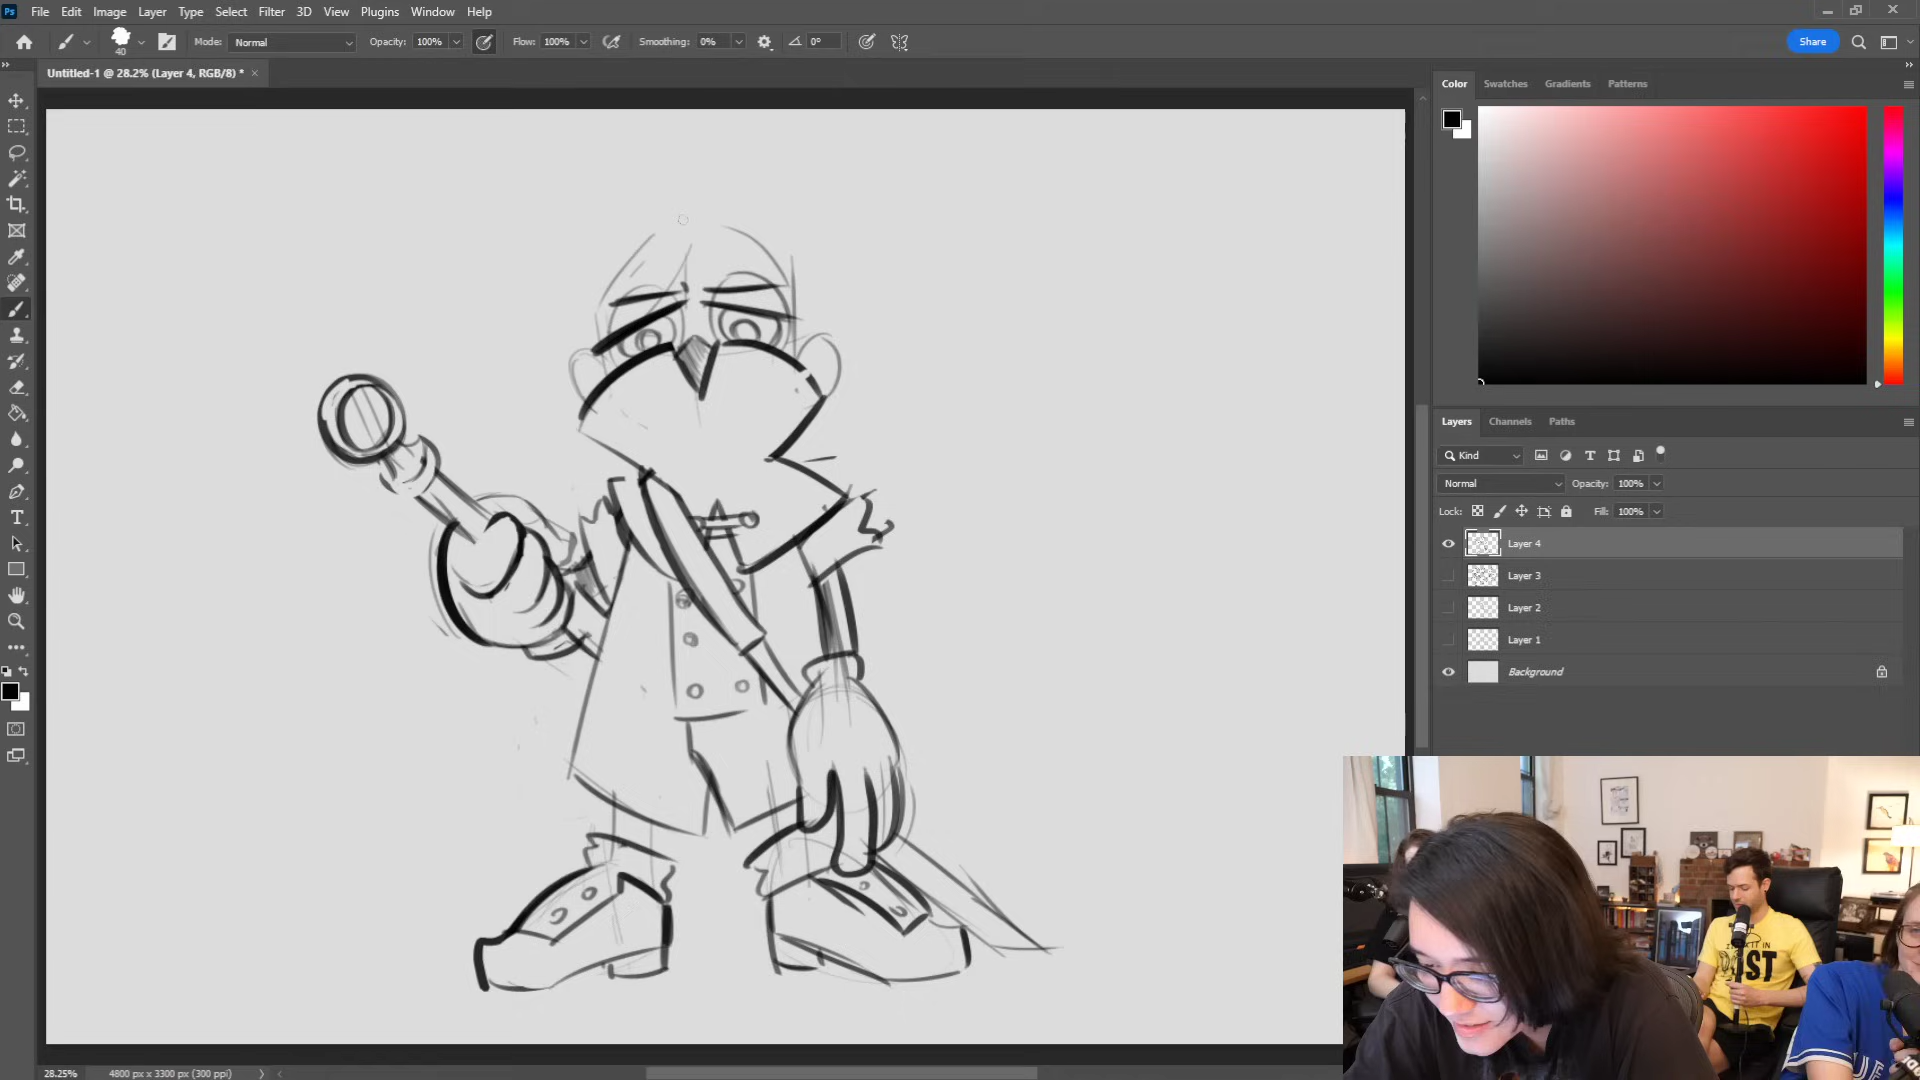 Ps File Edit Image Layer Type Select Filter 3D View Plugins Window Help
40 Mode: Normal Opacity: 100% Flow: 100% Smoothing: 0% 0° Share
Untitled-1 @ 28.2% (Layer 4, RGB/8) * ×
Color Swatches Gradients Patterns
Layers Channels Paths
Kind
Normal Opacity: 100%
Lock: Fill: 100%
Layer 4
Layer 3
Layer 2
Layer 1
Background
28.25% 4800 px x 3300 px (300 ppi)